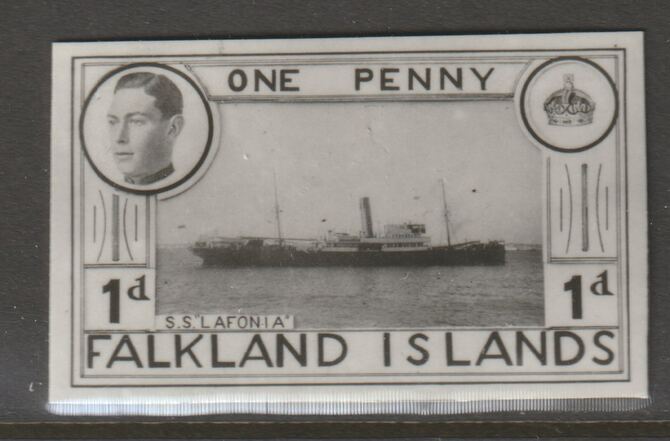 ONE PENNY
1d
1d
S.S. "LAFONIA"
FALKLAND ISLANDS